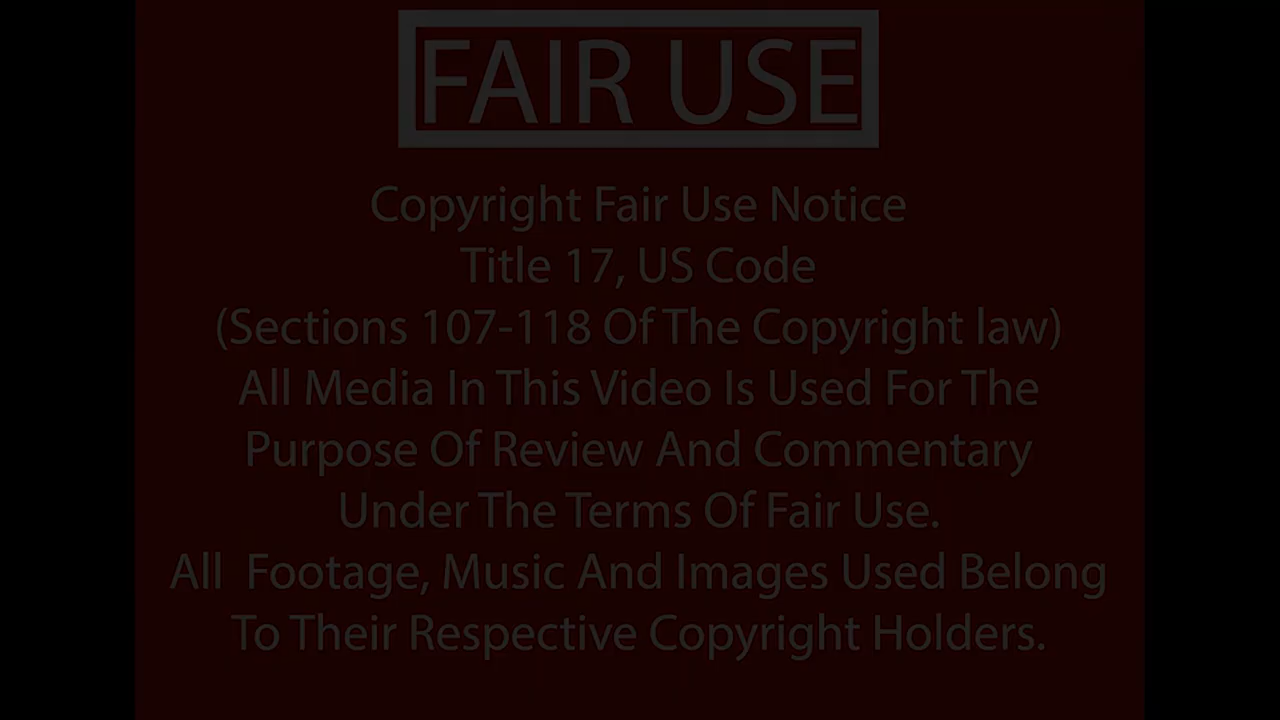 FAIR USE
Copyright Fair Use Notice
Title 17, US Code
(Sections 107-118 Of The Copyright law)
All Media In This Video Is Used For The
Purpose Of Review And Commentary
Under The Terms Of Fair Use.
All  Footage, Music And Images Used Belong
To Their Respective Copyright Holders.